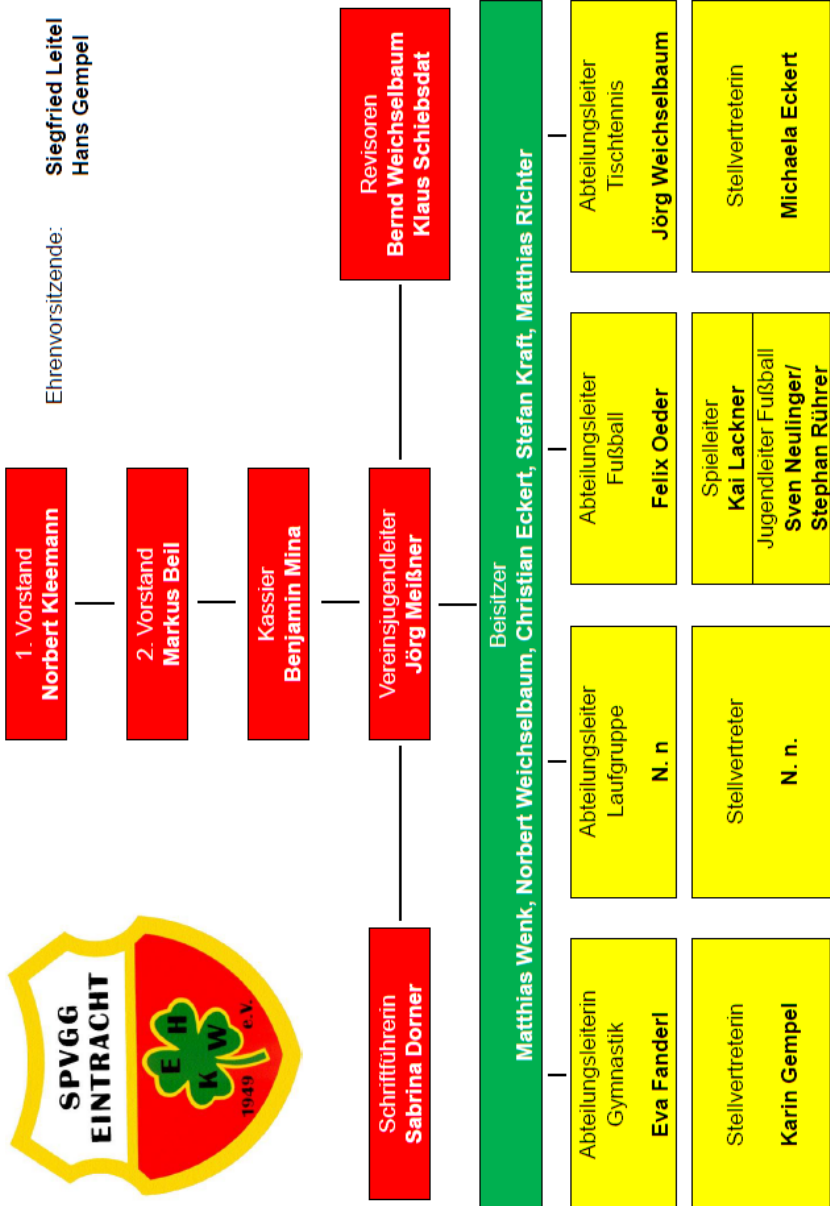 SPVGG
EINTRACHT
E H
K W
1949 e.V.
1. Vorstand
Norbert Kleemann
Ehrenvorsitzende:
Siegfried Leitel
Hans Gempel
2. Vorstand
Markus Beil
Kassier
Benjamin Mina
Schriftführerin
Sabrina Dorner
Vereinsjugendleiter
Jörg Meißner
Revisoren
Bernd Weichselbaum
Klaus Schiebsdat
Beisitzer
Matthias Wenk, Norbert Weichselbaum, Christian Eckert, Stefan Kraft, Matthias Richter
Abteilungsleiterin
Gymnastik
Eva Fanderl
Stellvertreterin
Karin Gempel
Abteilungsleiter
Laufgruppe
N. n
Stellvertreter
N. n.
Abteilungsleiter
Fußball
Felix Oeder
Spielleiter
Kai Lackner
Jugendleiter Fußball
Sven Neulinger/
Stephan Rührer
Abteilungsleiter
Tischtennis
Jörg Weichselbaum
Stellvertreterin
Michaela Eckert